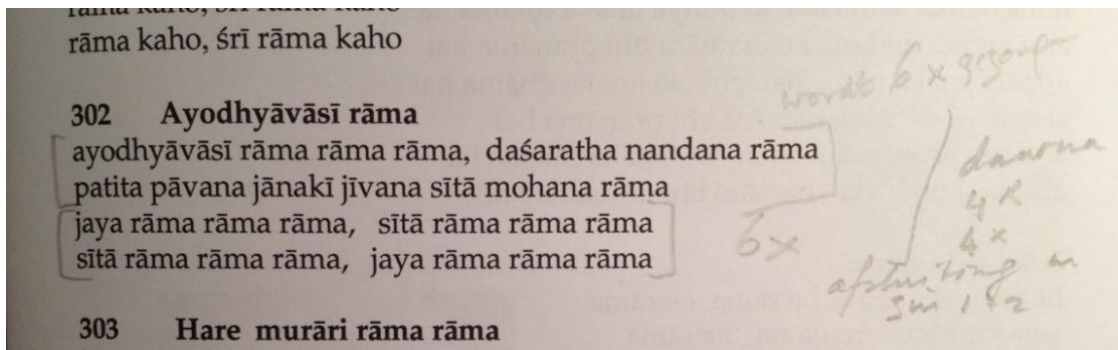 rāma kaho, śrī rāma kaho
302 Ayodhyāvāsī rāma
ayodhyāvāsī rāma rāma rāma, daśaratha nandana rāma
patita pāvana jānakī jīvana sītā mohana rāma
jaya rāma rāma rāma, sītā rāma rāma rāma
sītā rāma rāma rāma, jaya rāma rāma rāma
6x
4x
4x
303 Hare murāri rāma rāma